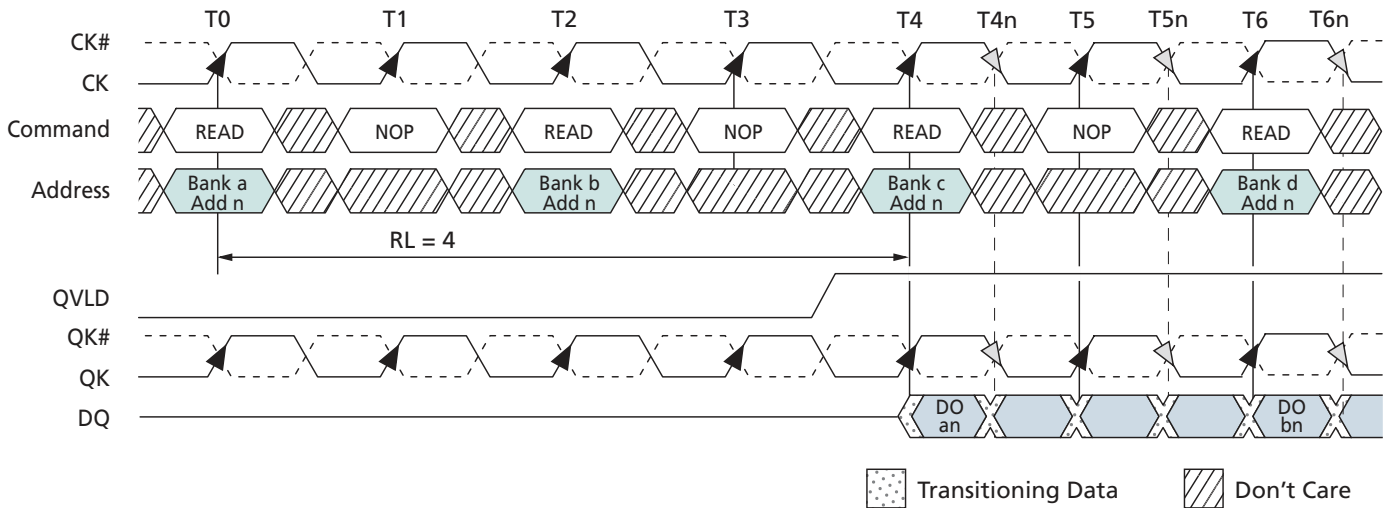 T0 T1 T2 T3 T4 T4n T5 T5n T6 T6n
CK#
CK
Command READ NOP READ NOP READ NOP READ
Address Bank a Add n Bank b Add n Bank c Add n Bank d Add n
RL = 4
QVLD
QK#
QK
DQ DO an DO bn
Transitioning Data Don't Care